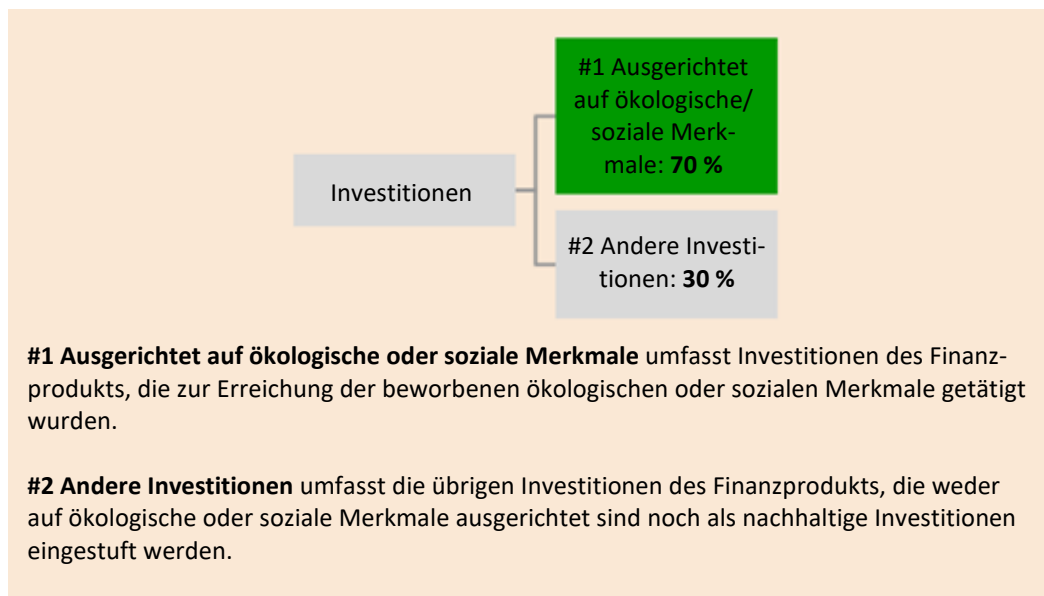 #1 Ausgerichtet
auf ökologische/
soziale Merk-
male: 70 %
Investitionen
#2 Andere Investi-
tionen: 30 %
#1 Ausgerichtet auf ökologische oder soziale Merkmale umfasst Investitionen des Finanz-
produkts, die zur Erreichung der beworbenen ökologischen oder sozialen Merkmale getätigt
wurden.
#2 Andere Investitionen umfasst die übrigen Investitionen des Finanzprodukts, die weder
auf ökologische oder soziale Merkmale ausgerichtet sind noch als nachhaltige Investitionen
eingestuft werden.